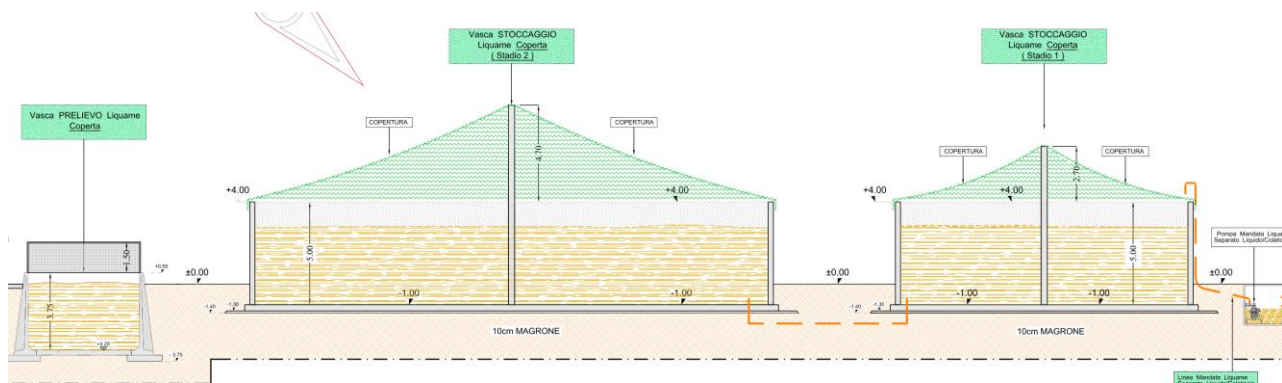 Vasca STOCCAGGIO
Liquame Coperta
( Stadio 2 )
Vasca STOCCAGGIO
Liquame Coperta
( Stadio 1 )
Vasca PRELIEVO Liquame
Coperta
COPERTURA
COPERTURA
COPERTURA
COPERTURA
4.70
2.70
+4.00
+4.00
+4.00
+4.00
5.00
5.00
1.50
3.75
+0.55
±0.00
±0.00
±0.00
-1.00
-1.00
-1.00
-1.00
-1.40
-1.30
-1.40
-1.30
-3.75
10cm MAGRONE
10cm MAGRONE
Pompa Mandata Liqua
Separato Liquido/Colatic
Linea Mandata Liquame